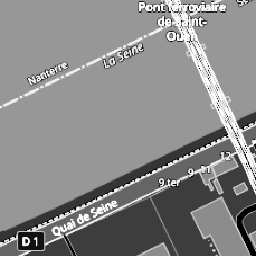 Pont ferroviaire
de-Saint-
Ouen
Nanterre
La Seine
12
11
9
9 ter
Quai de Seine
D 1